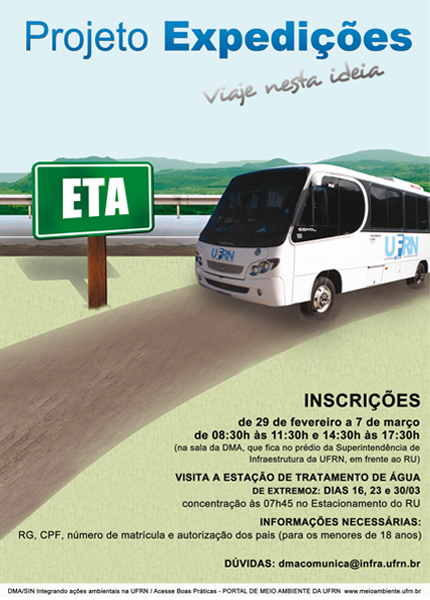 Projeto Expedições
Viaje nesta ideia
ETA
UFRN
UFRN
INSCRIÇÕES
de 29 de fevereiro a 7 de março
de 08:30h às 11:30h e 14:30h às 17:30h
(na sala da DMA, que fica no prédio da Superintendência de
Infraestrutura da UFRN, em frente ao RU)
VISITA A ESTAÇÃO DE TRATAMENTO DE ÁGUA
DE EXTREMOZ: DIAS 16, 23 e 30/03
concentração às 07h45 no Estacionamento do RU
INFORMAÇÕES NECESSÁRIAS:
RG, CPF, número de matrícula e autorização dos pais (para os menores de 18 anos)
DÚVIDAS: dmacomunica@infra.ufrn.br
DMA/SIN Integrando ações ambientais na UFRN / Acesse Boas Práticas - PORTAL DE MEIO AMBIENTE DA UFRN www.meioambiente.ufrn.br